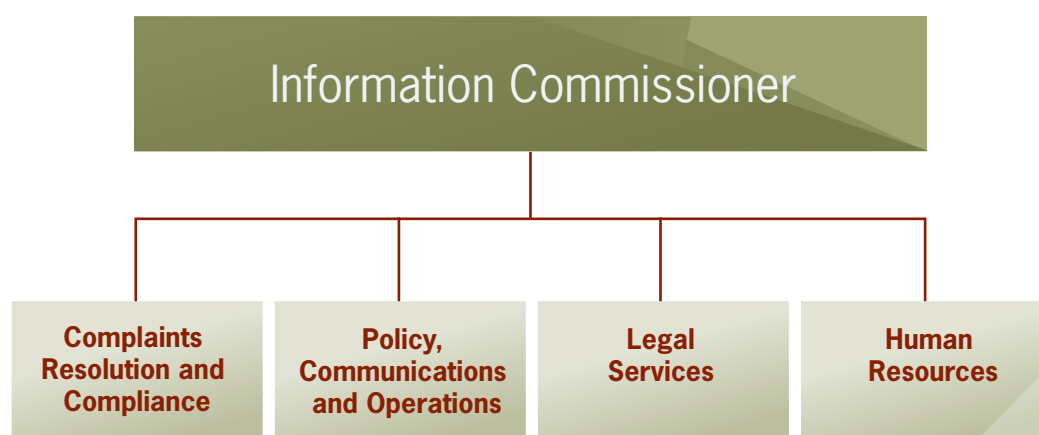 Information Commissioner
Complaints
Resolution and
Compliance
Policy,
Communications
and Operations
Legal
Services
Human
Resources